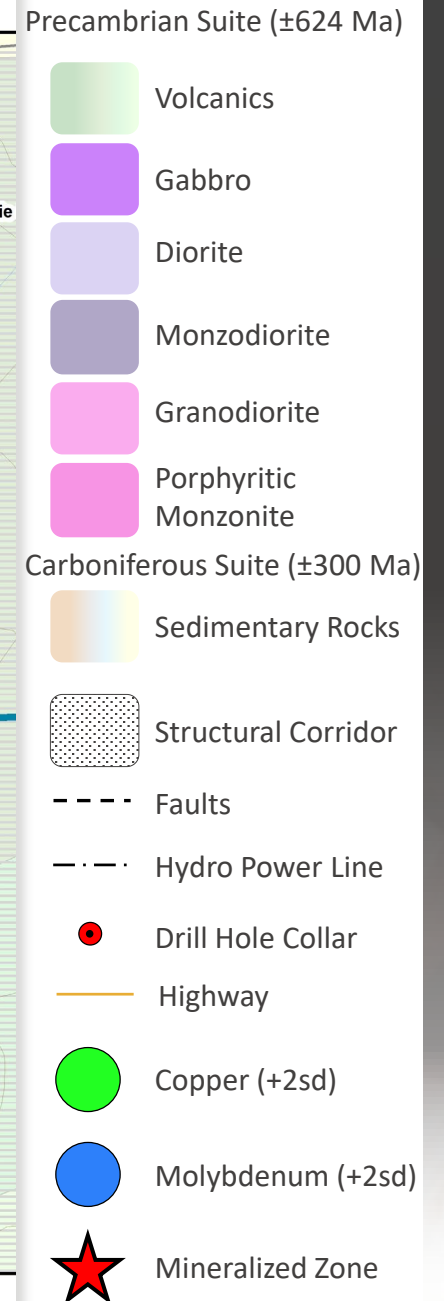 Precambrian Suite (±624 Ma)
Volcanics
ie
Gabbro
Diorite
Monzodiorite
Granodiorite
Porphyritic
Monzonite
Carboniferous Suite (±300 Ma)
Sedimentary Rocks
Structural Corridor
Faults
Hydro Power Line
Drill Hole Collar
Highway
Copper (+2sd)
Molybdenum (+2sd)
Mineralized Zone